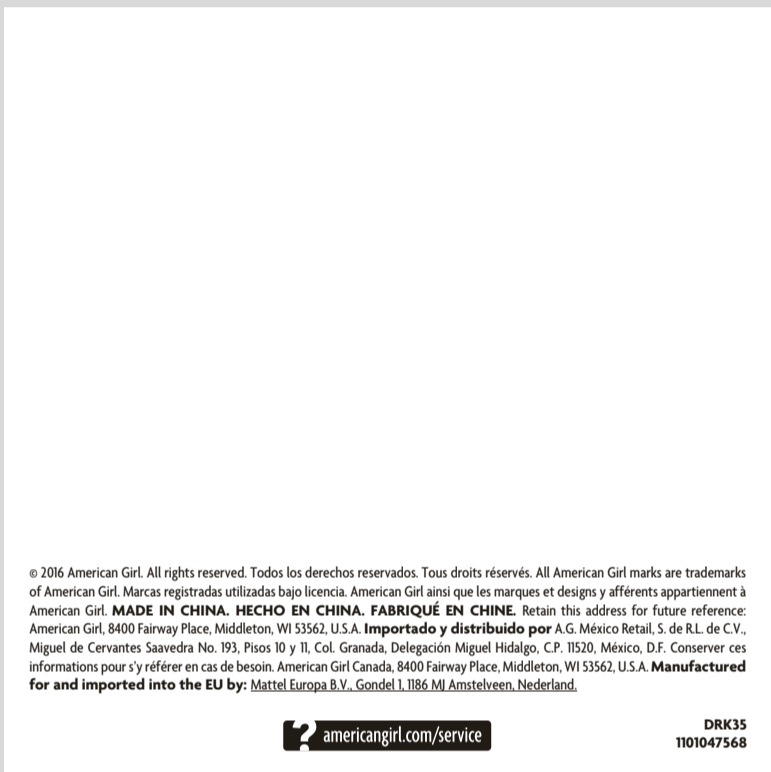 © 2016 American Girl. All rights reserved. Todos los derechos reservados. Tous droits réservés. All American Girl marks are trademarks
of American Girl. Marcas registradas utilizadas bajo licencia. American Girl ainsi que les marques et designs y afférents appartiennent à
American Girl. MADE IN CHINA. HECHO EN CHINA. FABRIQUÉ EN CHINE. Retain this address for future reference:
American Girl, 8400 Fairway Place, Middleton, WI 53562, U.S.A. Importado y distribuido por A.G. México Retail, S. de R.L. de C.V.,
Miguel de Cervantes Saavedra No. 193, Pisos 10 y 11, Col. Granada, Delegación Miguel Hidalgo, C.P. 11520, México, D.F. Conserver ces
informations pour s'y référer en cas de besoin. American Girl Canada, 8400 Fairway Place, Middleton, WI 53562, U.S.A. Manufactured
for and imported into the EU by: Mattel Europa B.V., Gondel 1, 1186 MJ Amstelveen, Nederland.
? americangirl.com/service
DRK35
1101047568